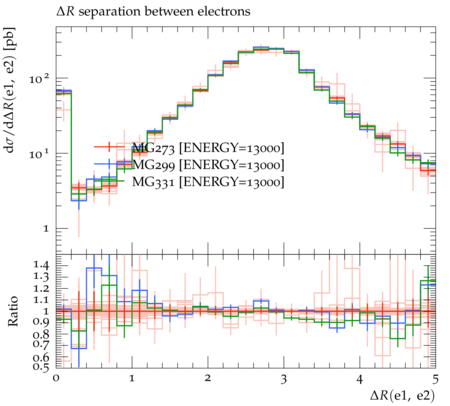 ΔR separation between electrons
dσ/dΔR(e1, e2) [pb]
10²
10¹
1
MG273 [ENERGY=13000]
MG299 [ENERGY=13000]
MG331 [ENERGY=13000]
Ratio
1.4
1.3
1.2
1.1
1
0.9
0.8
0.7
0.6
0.5
0 1 2 3 4 5
ΔR(e1, e2)